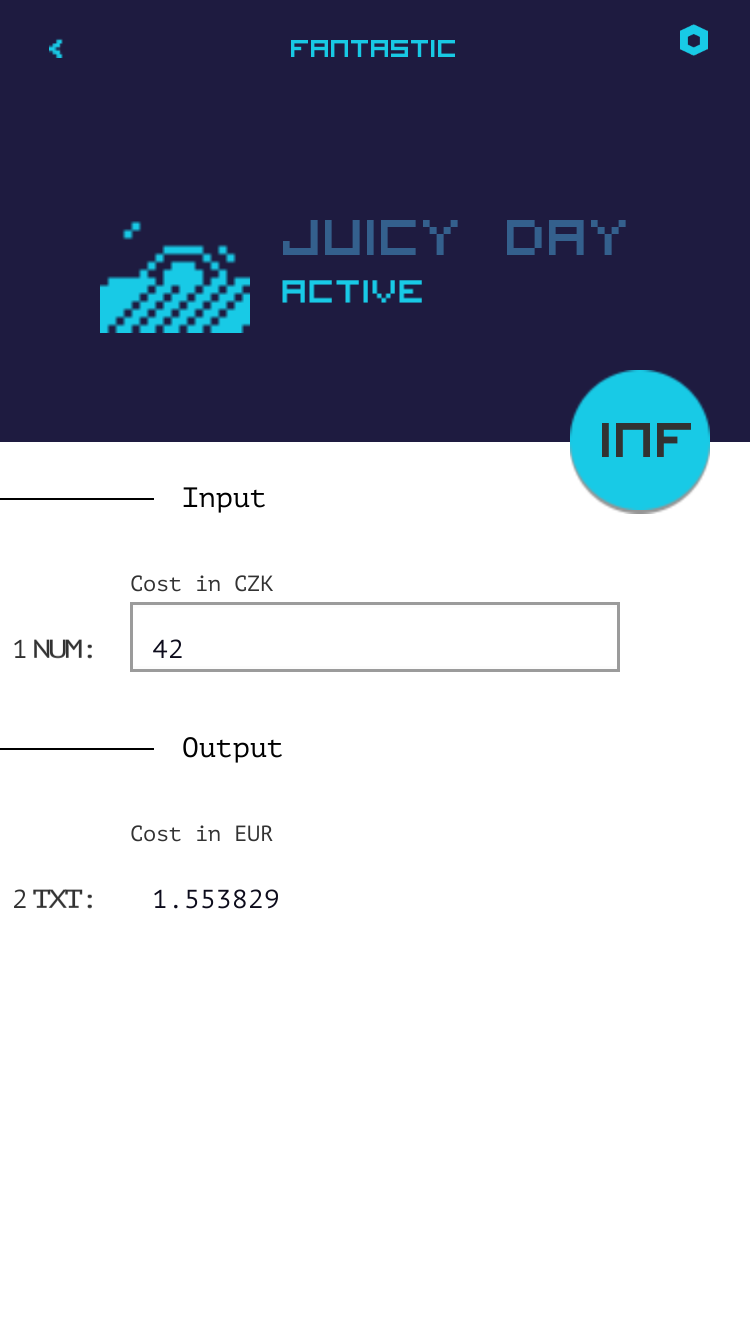 FANTASTIC
JUICY DAY
ACTIVE
INF
Input
Cost in CZK
1 NUM: 42
Output
Cost in EUR
2 TXT: 1.553829